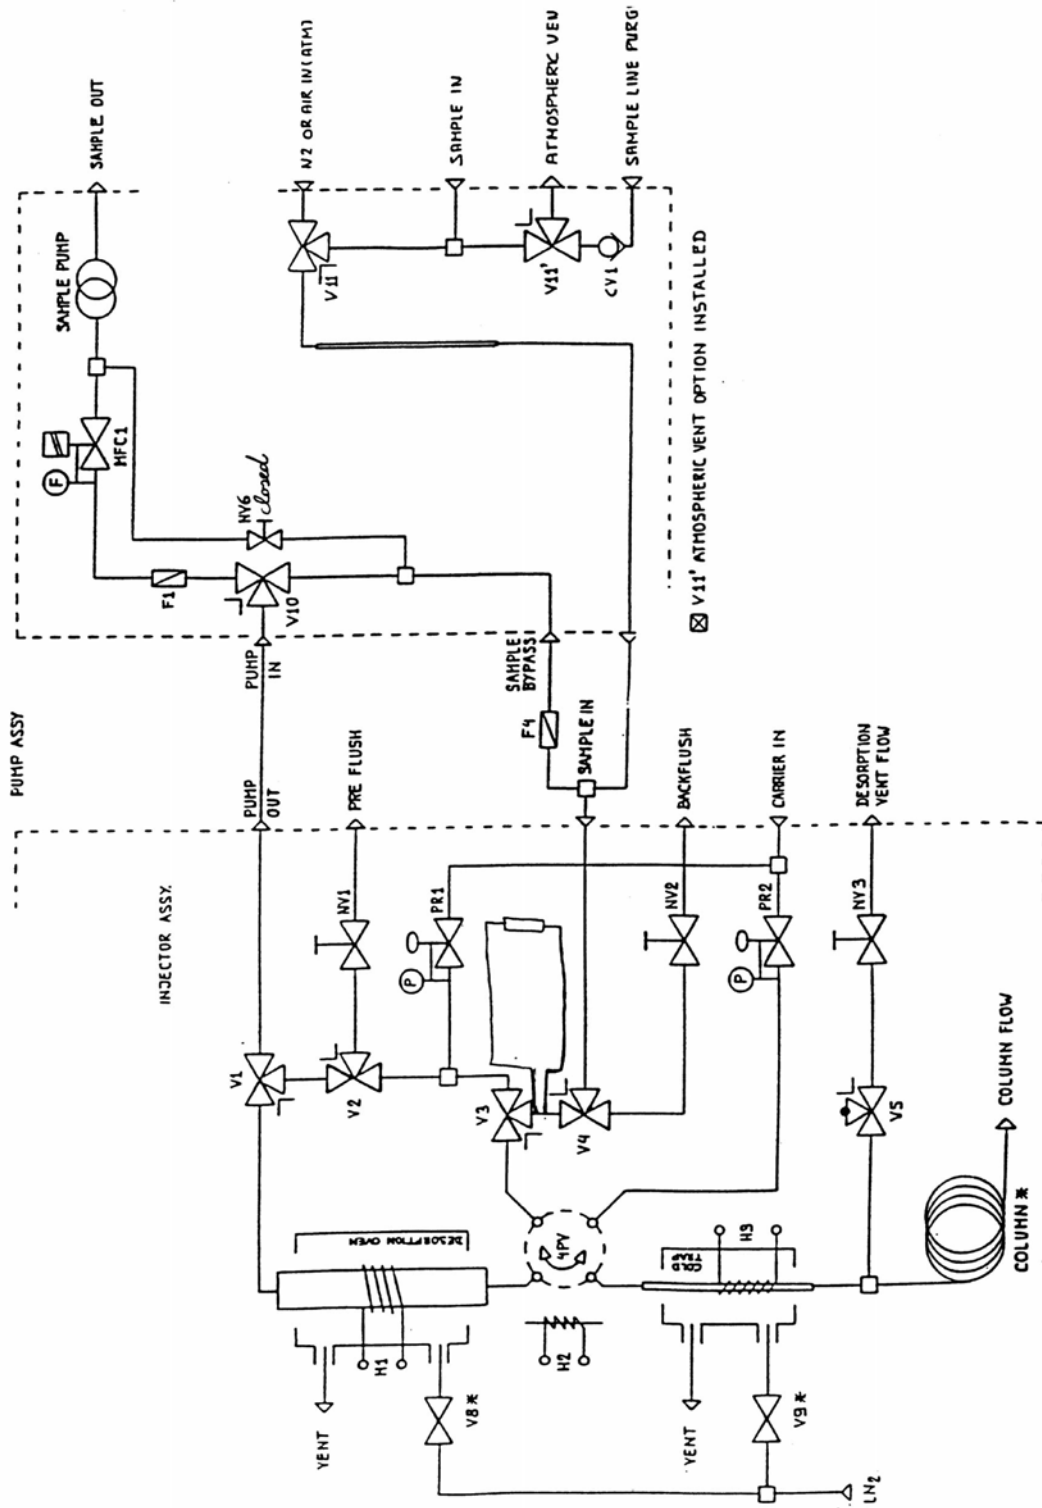 PUMP ASSY
SAMPLE OUT
SAMPLE PUMP
F
MFC1
NV6
closed
F1
V10
PUMP
IN
PUMP
OUT
N2 OR AIR IN(ATM)
V11
SAMPLE IN
ATMOSPHERIC VEN
V11'
CV1
SAMPLE LINE PURG'
V11' ATMOSPHERIC VENT OPTION INSTALLED
SAMPLE
BYPASS
F4
SAMPLE IN
INJECTOR ASSY.
PRE FLUSH
NV1
V1
V2
PR1
P
V3
V4
BACKFLUSH
NV2
CARRIER IN
PR2
P
DESORPTION
VENT FLOW
NV3
V5
COLUMN FLOW
COLUMN*
DESORPTION OVEN
H1
VENT
V8*
4PV
H2
COLD
TRAP
H3
VENT
V9*
LN2